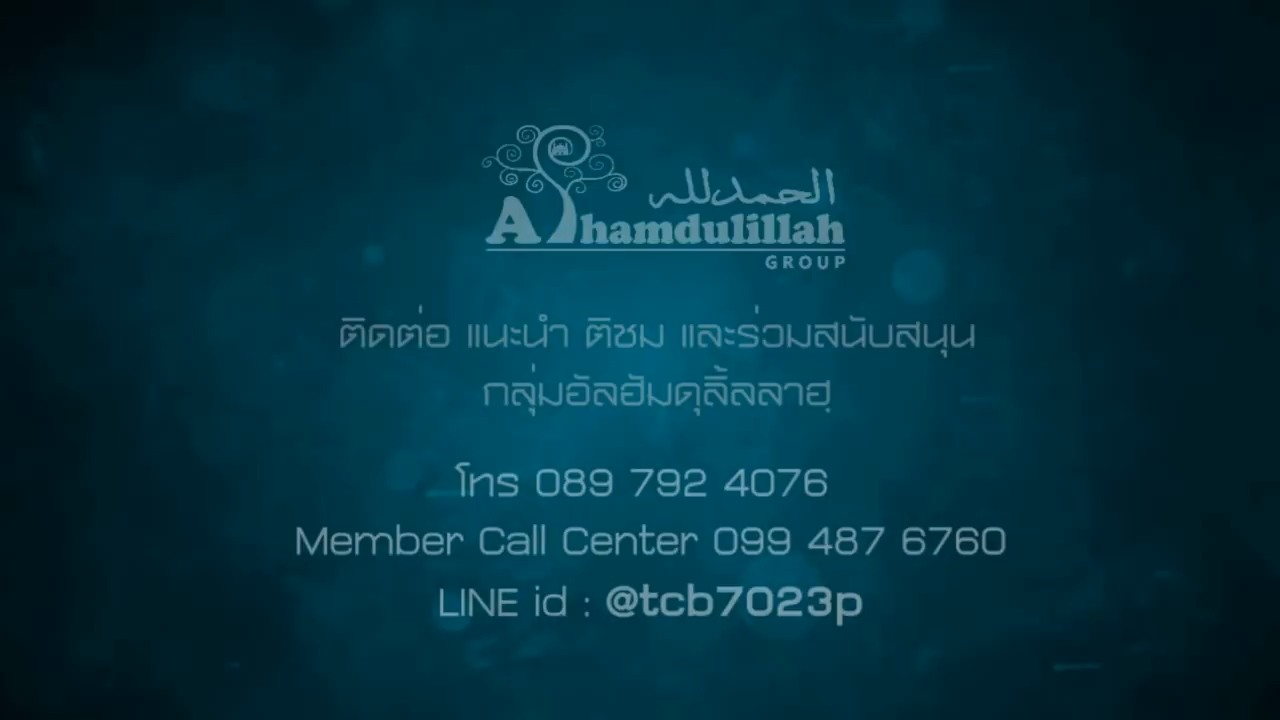 الحمدلله
Alhamdulillah
GROUP
ติดต่อ แนะนำ ติชม และร่วมสนับสนุน
กลุ่มอัลฮัมดุลิ้ลลาฮฺ
โทร 089 792 4076
Member Call Center 099 487 6760
LINE id : @tcb7023p